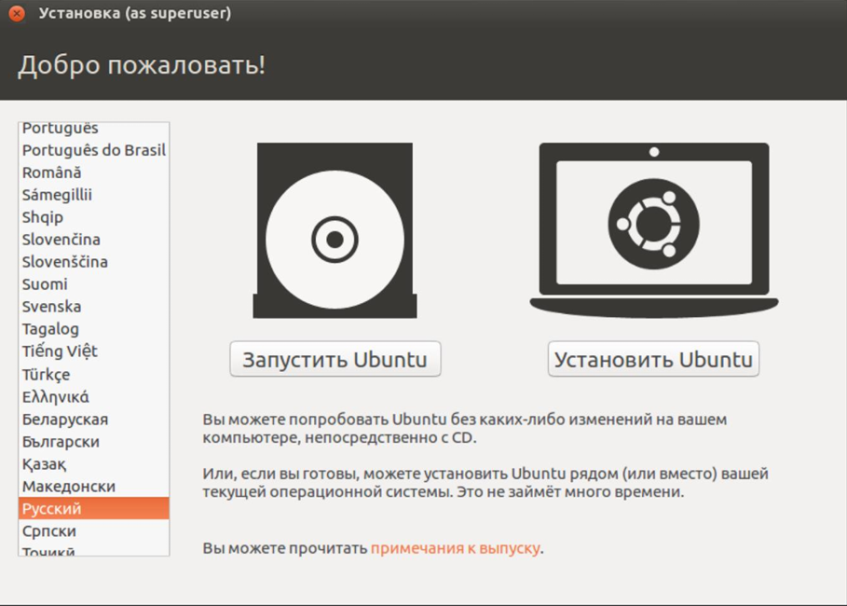 Установка (as superuser)
Добро пожаловать!
Português
Português do Brasil
Română
Sámegillii
Shqip
Slovenčina
Slovenščina
Suomi
Svenska
Tagalog
Tiếng Việt
Türkçe
Ελληνικά
Беларуская
Български
Қазақ
Македонски
Русский
Српски
Тоҷикӣ
Запустить Ubuntu
Установить Ubuntu
Вы можете попробовать Ubuntu без каких-либо изменений на вашем
компьютере, непосредственно с CD.
Или, если вы готовы, можете установить Ubuntu рядом (или вместо) вашей
текущей операционной системы. Это не займёт много времени.
Вы можете прочитать примечания к выпуску.